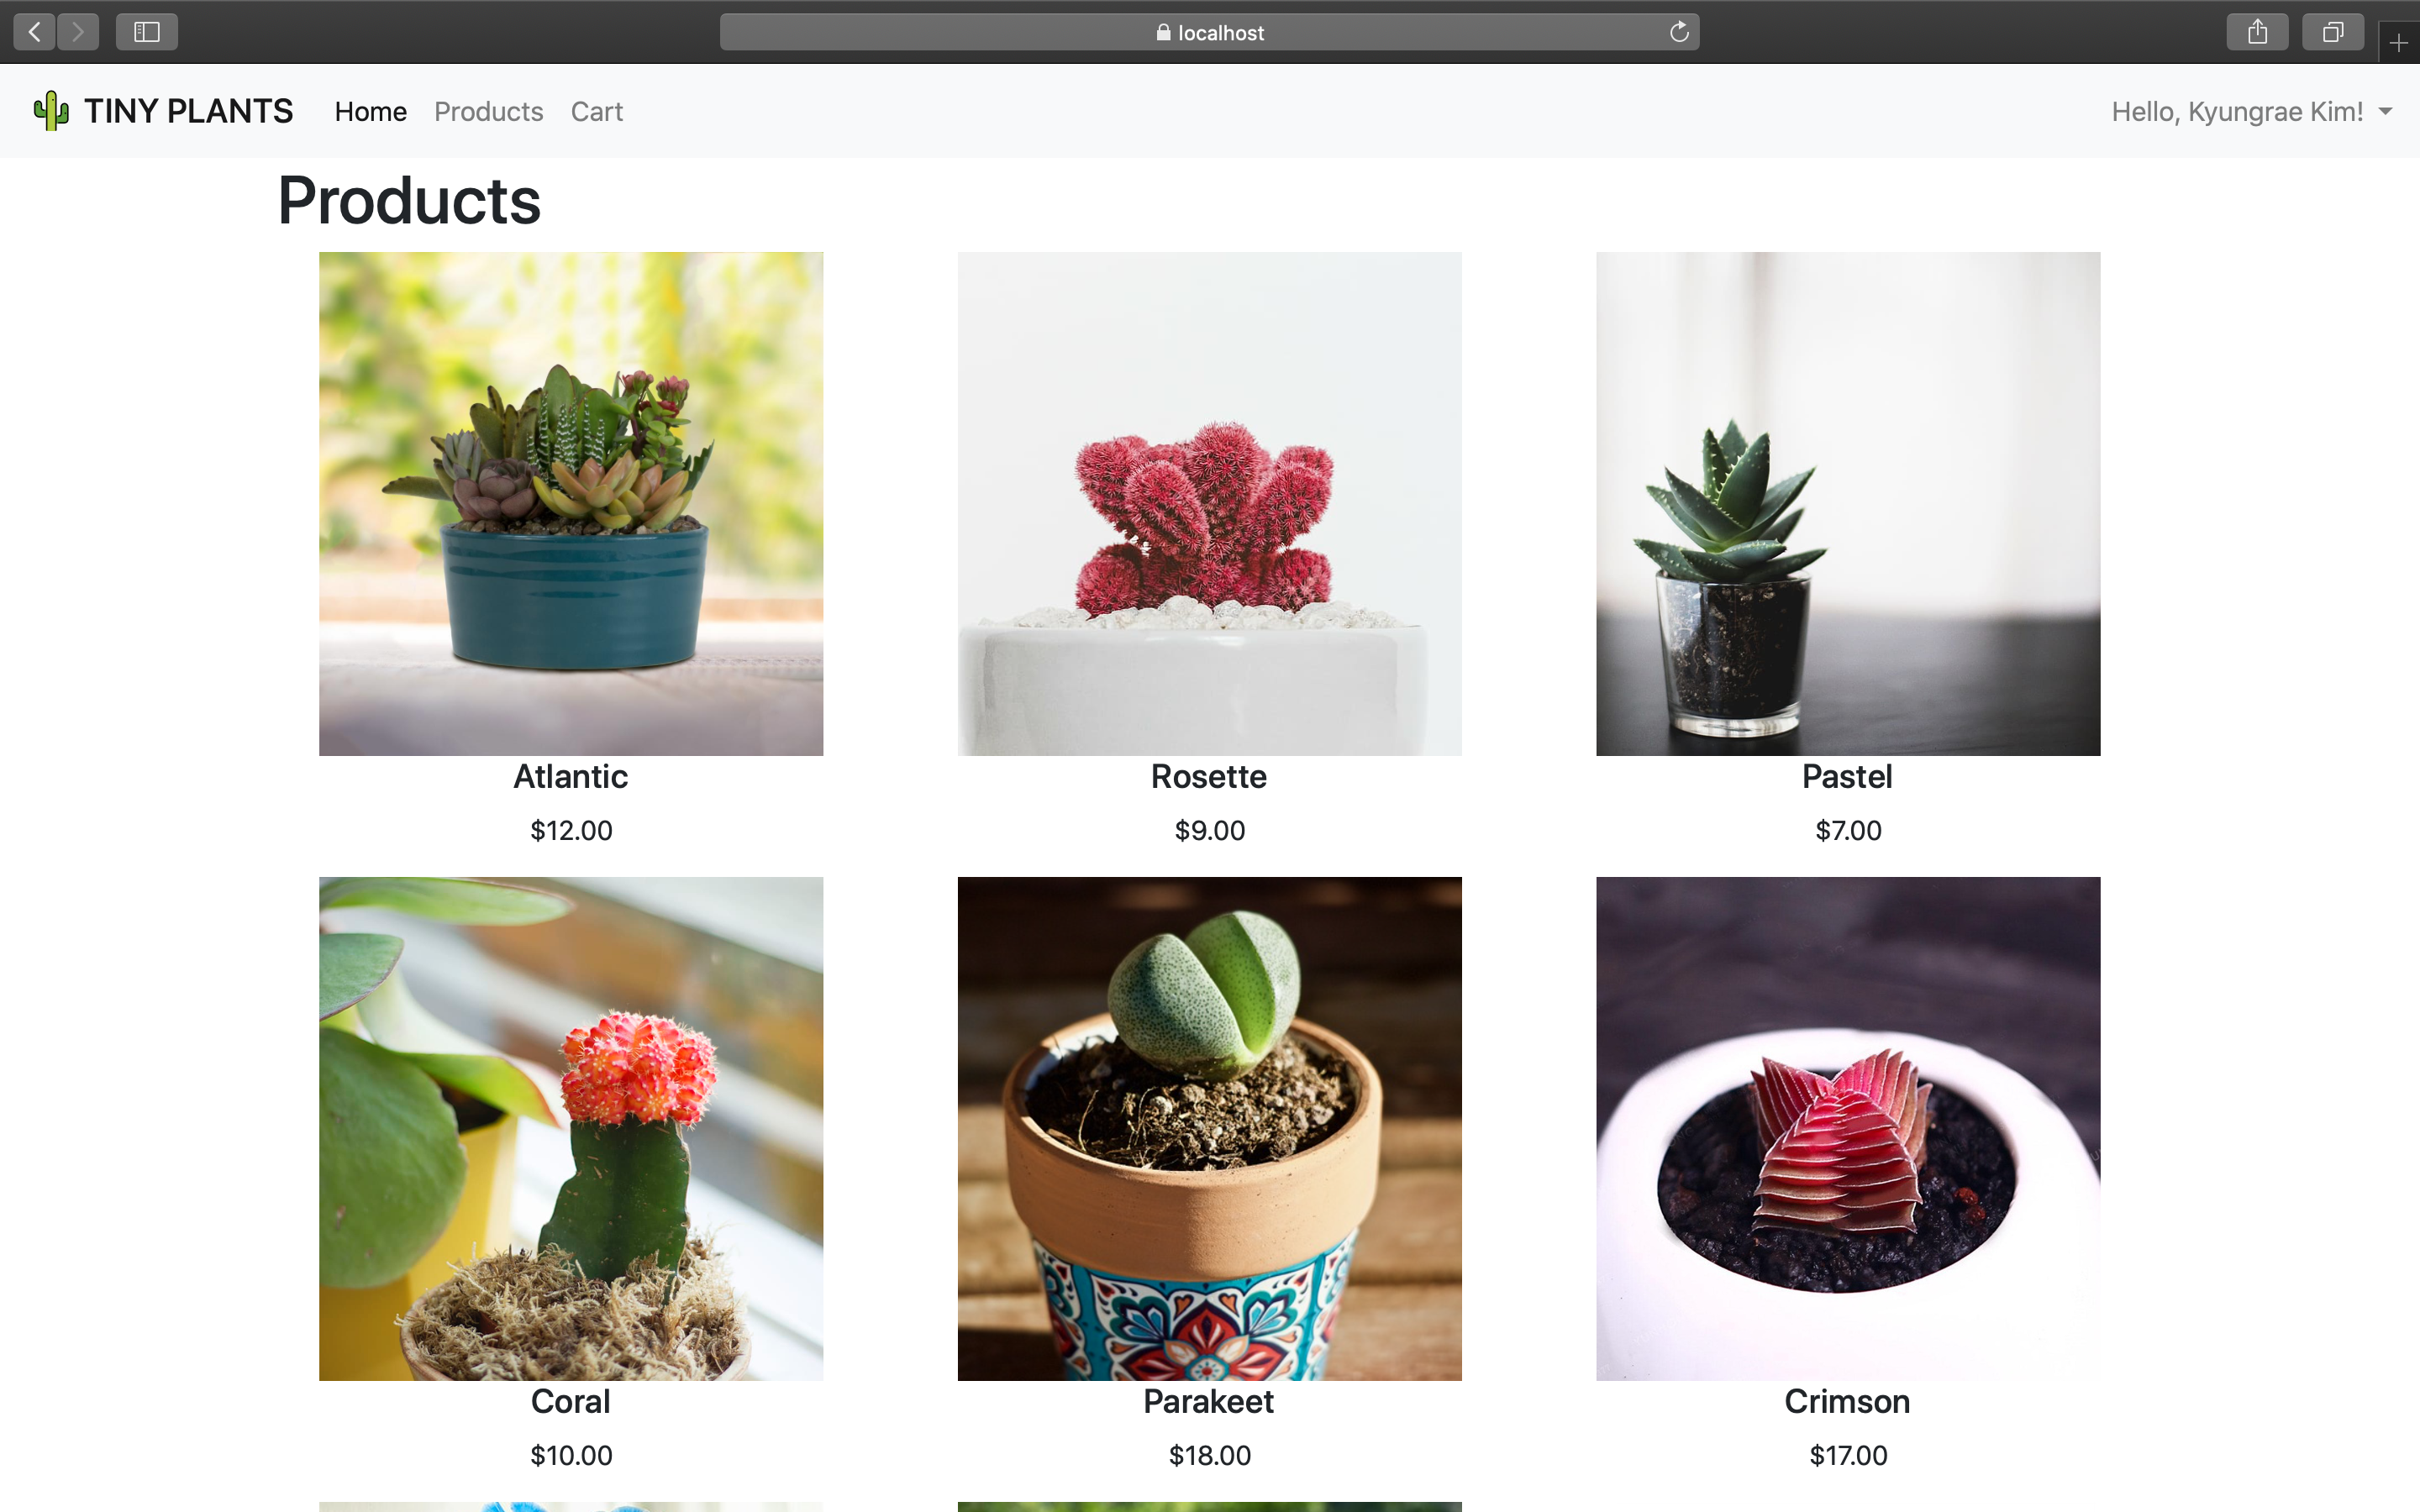 localhost
TINY PLANTS Home Products Cart Hello, Kyungrae Kim!
Products
Atlantic Rosette Pastel
$12.00 $9.00 $7.00
Coral Parakeet Crimson
$10.00 $18.00 $17.00